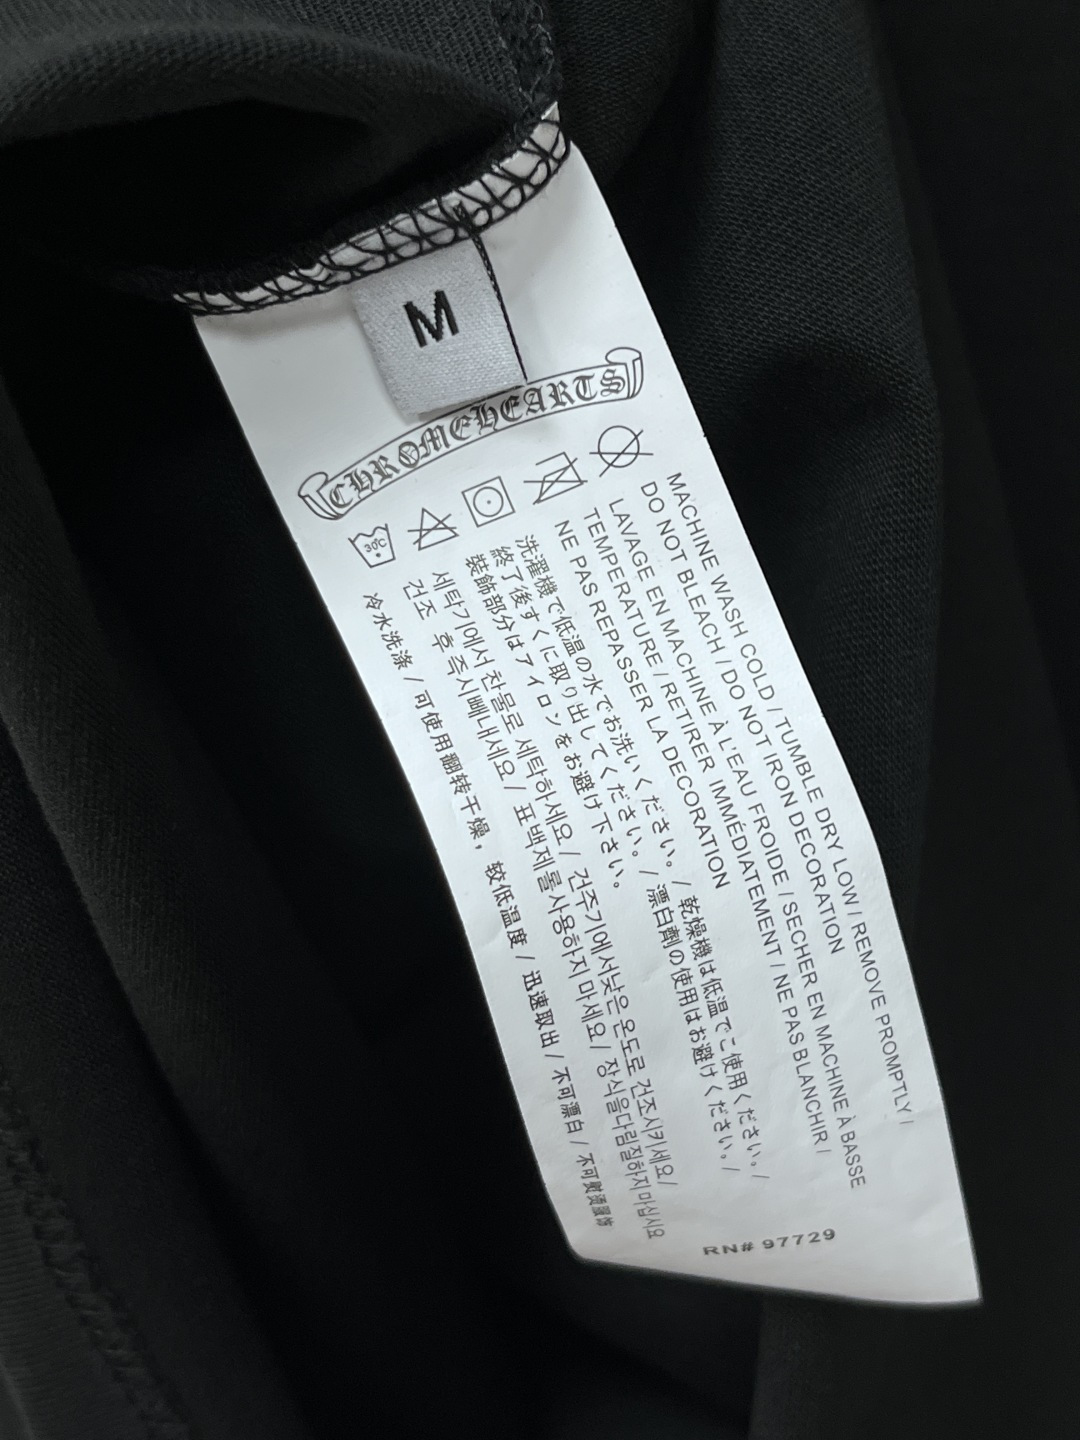 M
CHROME HEARTS
30℃
MACHINE WASH COLD / TUMBLE DRY LOW / REMOVE PROMPTLY /
DO NOT BLEACH / DO NOT IRON DECORATION
LAVAGE EN MACHINE À L'EAU FROIDE / SECHER EN MACHINE À BASSE
TEMPERATURE / RETIRER IMMÉDIATEMENT / NE PAS BLANCHIR /
NE PAS REPASSER LA DECORATION
洗濯機で低温の水でお洗いください。/ 乾燥機は低温でご使用ください。/
終了後すぐに取り出してください。/ 漂白劑の使用はお避けください。/
裝飾部分はアイロンをお避け下さい。
세탁기에서 찬물로 세탁하세요 / 건주기에서낮은 온도로 건조시키세요/
건조 후 즉시빼내세요 / 표백제를 사용하지 마세요/ 장식을다림질하지마십시요
冷水洗涤 / 可使用翻转干燥，较低温度 / 迅速取出 / 不可漂白 / 不可熨烫服饰
RN# 97729